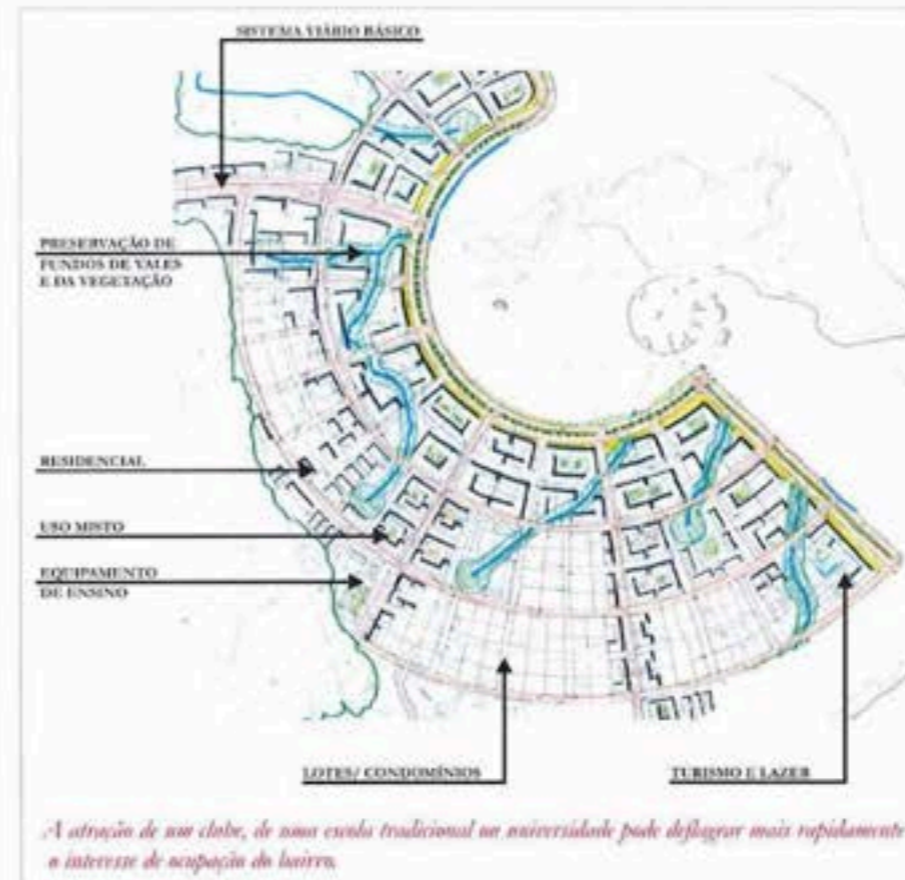 SISTEMA VIÁRIO BÁSICO
PRESERVAÇÃO DE
FUNDOS DE VALES
E DA VEGETAÇÃO
RESIDENCIAL
USO MISTO
EQUIPAMENTO
DE ENSINO
LOTES/ CONDOMÍNIOS
TURISMO E LAZER
A atração de um clube, de uma escola tradicional ou universidade pode deflagrar mais rapidamente
o interesse de ocupação do bairro.